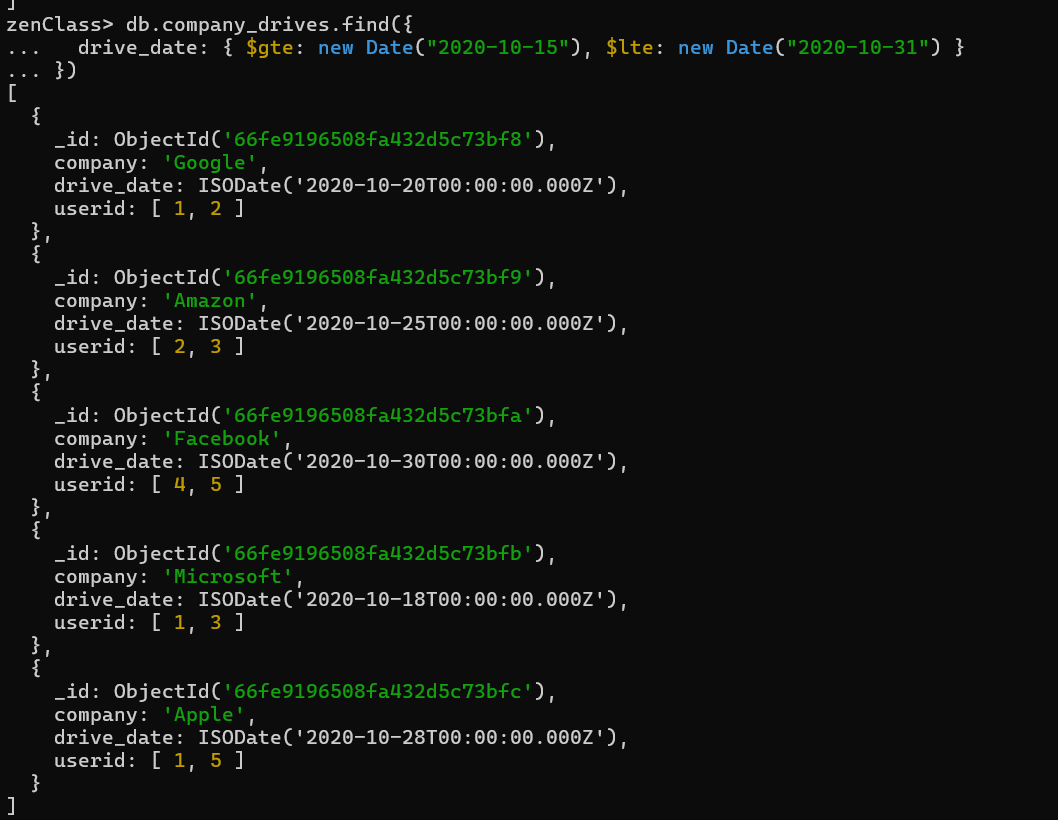 ]
zenClass> db.company_drives.find({
...   drive_date: { $gte: new Date("2020-10-15"), $lte: new Date("2020-10-31") }
... })
[
  {
    _id: ObjectId('66fe9196508fa432d5c73bf8'),
    company: 'Google',
    drive_date: ISODate('2020-10-20T00:00:00.000Z'),
    userid: [ 1, 2 ]
  },
  {
    _id: ObjectId('66fe9196508fa432d5c73bf9'),
    company: 'Amazon',
    drive_date: ISODate('2020-10-25T00:00:00.000Z'),
    userid: [ 2, 3 ]
  },
  {
    _id: ObjectId('66fe9196508fa432d5c73bfa'),
    company: 'Facebook',
    drive_date: ISODate('2020-10-30T00:00:00.000Z'),
    userid: [ 4, 5 ]
  },
  {
    _id: ObjectId('66fe9196508fa432d5c73bfb'),
    company: 'Microsoft',
    drive_date: ISODate('2020-10-18T00:00:00.000Z'),
    userid: [ 1, 3 ]
  },
  {
    _id: ObjectId('66fe9196508fa432d5c73bfc'),
    company: 'Apple',
    drive_date: ISODate('2020-10-28T00:00:00.000Z'),
    userid: [ 1, 5 ]
  }
]